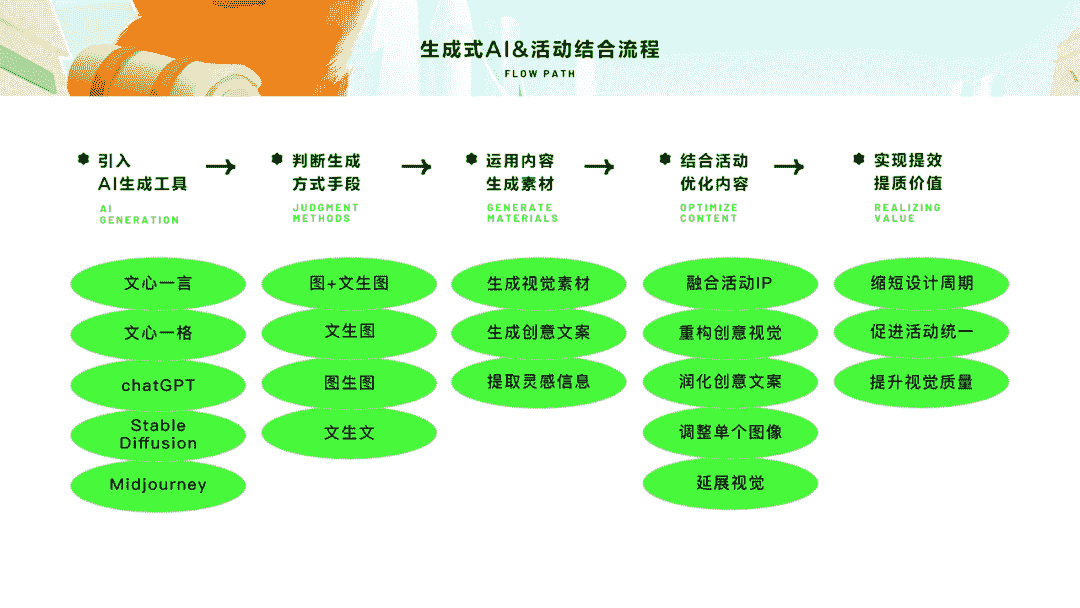 生成式AI&活动结合流程
FLOW PATH
引入
AI生成工具
AI
GENERATION
判断生成
方式手段
JUDGMENT
METHODS
运用内容
生成素材
GENERATE
MATERIALS
结合活动
优化内容
OPTIMIZE
CONTENT
实现提效
提质价值
REALIZING
VALUE
文心一言
文心一格
chatGPT
Stable
Diffusion
Midjourney
图+文生图
文生图
图生图
文生文
生成视觉素材
生成创意文案
提取灵感信息
融合活动IP
重构创意视觉
润化创意文案
调整单个图像
延展视觉
缩短设计周期
促进活动统一
提升视觉质量